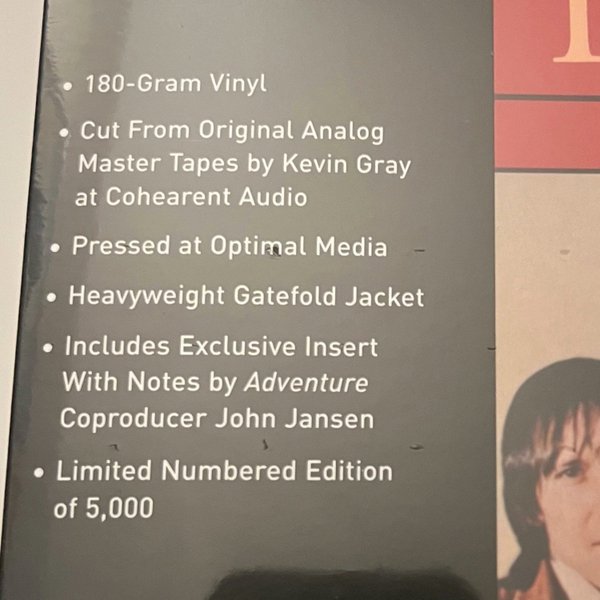 • 180-Gram Vinyl
• Cut From Original Analog
Master Tapes by Kevin Gray
at Cohearent Audio
• Pressed at Optimal Media
• Heavyweight Gatefold Jacket
• Includes Exclusive Insert
With Notes by Adventure
Coproducer John Jansen
• Limited Numbered Edition
of 5,000